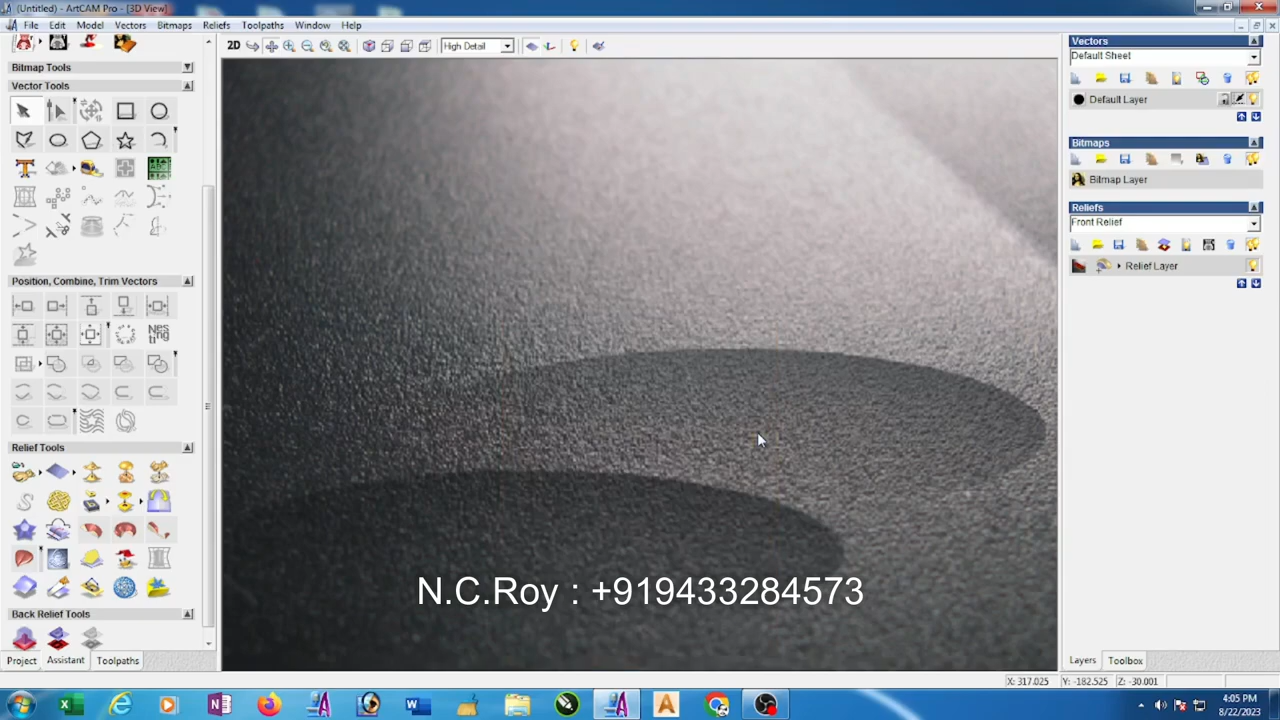 (Untitled) - ArtCAM Pro - [3D View]
File Edit Model Vectors Bitmaps Reliefs Toolpaths Window Help
2D High Detail
Bitmap Tools
Vector Tools
Position, Combine, Trim Vectors
Relief Tools
Back Relief Tools
Project Assistant Toolpaths
N.C.Roy : +919433284573
Vectors
Default Sheet
Default Layer
Bitmaps
Bitmap Layer
Reliefs
Front Relief
Relief Layer
Layers Toolbox
X: 317.025 Y: -182.525 Z: -30.001
4:05 PM
8/22/2023